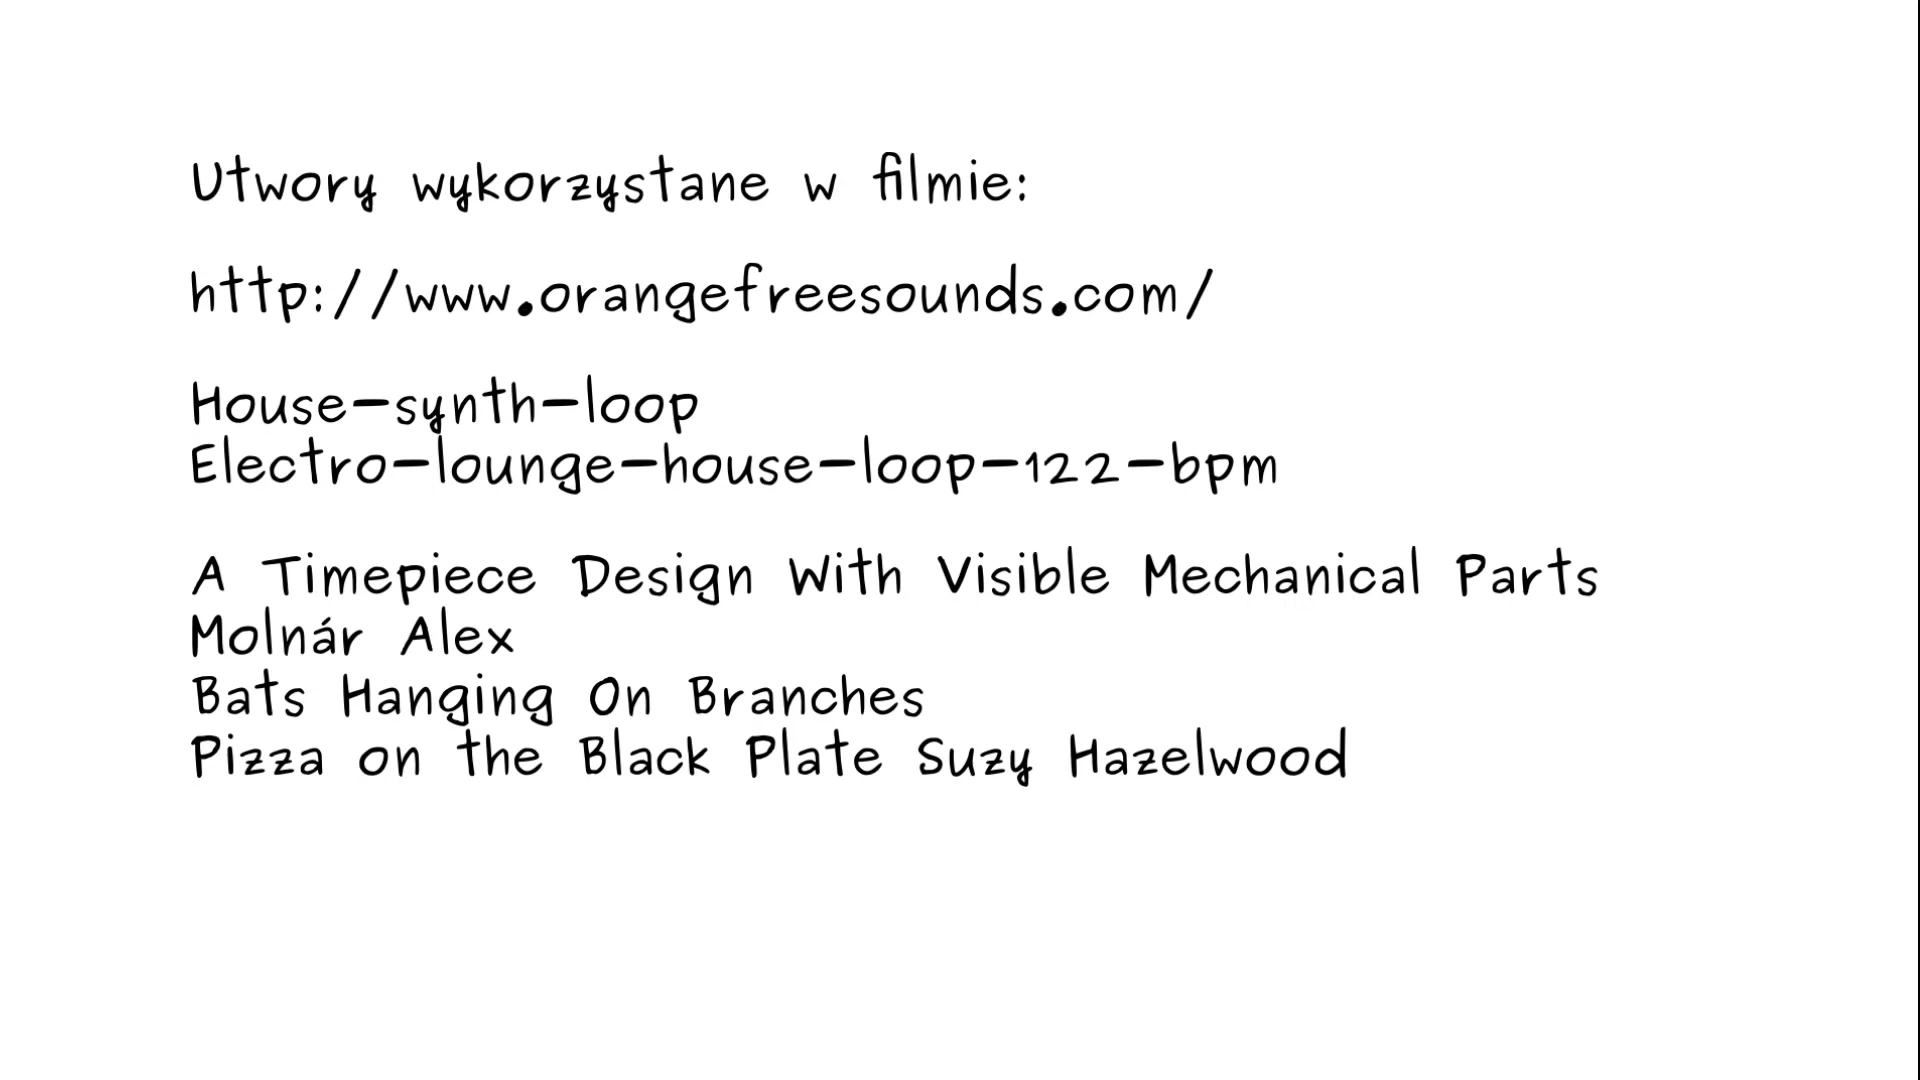 Utwory wykorzystane w filmie:
http://www.orangefreesounds.com/
House-synth-loop
Electro-lounge-house-loop-122-bpm
A Timepiece Design With Visible Mechanical Parts
Molnár Alex
Bats Hanging On Branches
Pizza on the Black Plate Suzy Hazelwood